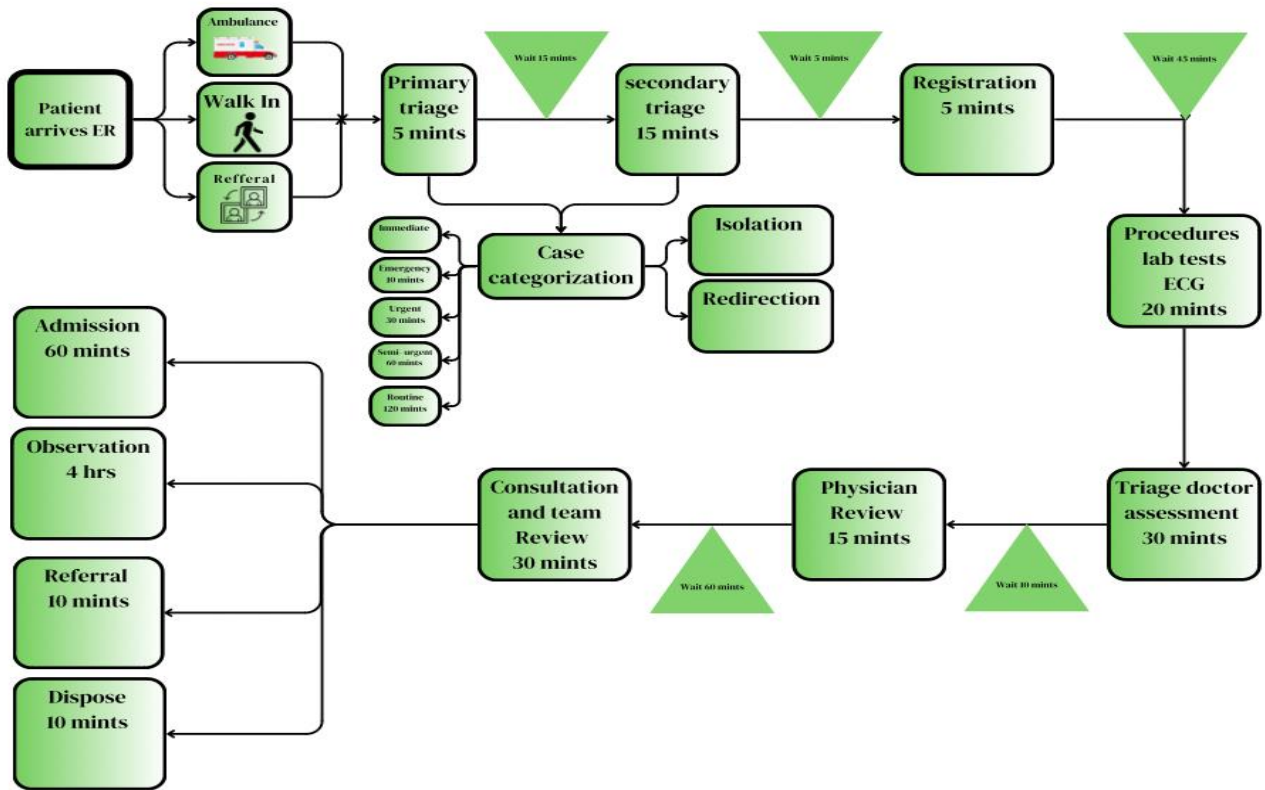 Patient
arrives ER
Ambulance
Walk In
Refferal
Primary
triage
5 mints
Wait 15 mints
secondary
triage
15 mints
Wait 5 mints
Registration
5 mints
Wait 45 mints
Procedures
lab tests
ECG
20 mints
Case
categorization
Immediate
Emergency
10 mints
Urgent
30 mints
Semi-urgent
60 mints
Routine
120 mints
Isolation
Redirection
Triage doctor
assessment
30 mints
Wait 10 mints
Physician
Review
15 mints
Wait 60 mints
Consultation
and team
Review
30 mints
Admission
60 mints
Observation
4 hrs
Referral
10 mints
Dispose
10 mints